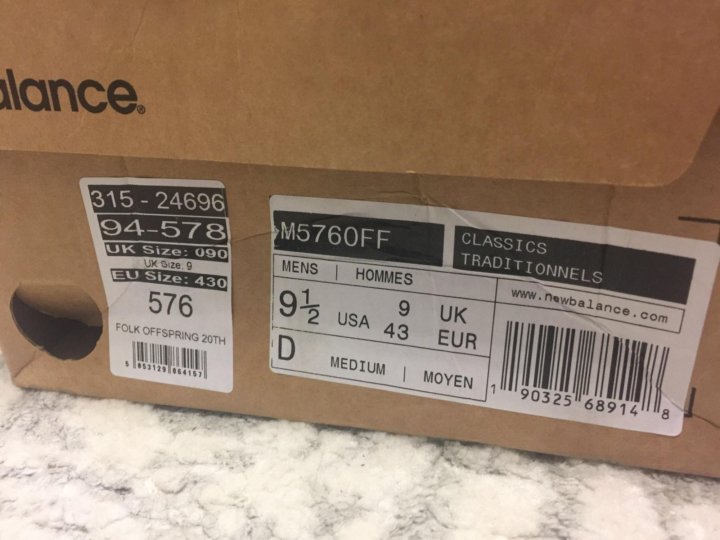 alance®
315 - 24696
94-578
UK Size: 090
UK Size: 9
EU Size: 430
576
FOLK OFFSPRING 20TH
5 053129 064157
M5760FF
CLASSICS
TRADITIONNELS
www.newbalance.com
MENS | HOMMES
9½ USA 9 UK
43 EUR
D MEDIUM | MOYEN
1 90325 68914 8